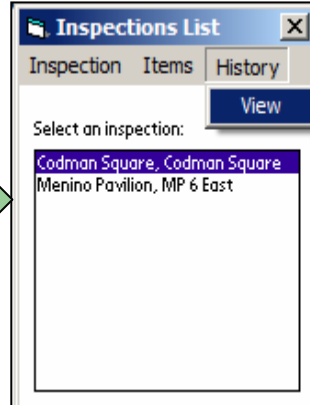 Inspections List
Inspection Items History
View
Select an inspection:
Codman Square, Codman Square
Menino Pavilion, MP 6 East